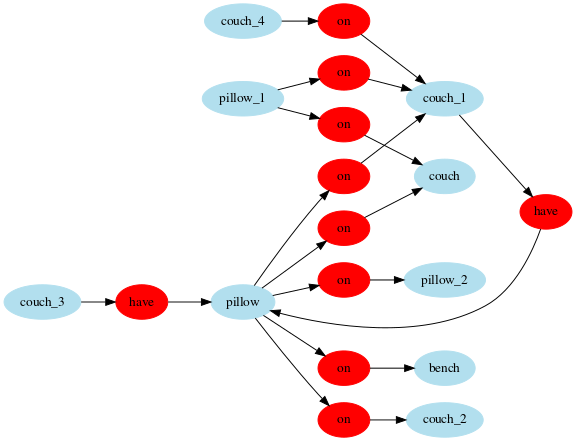 couch_4
on
pillow_1
on
couch_1
on
on
couch
on
have
couch_3
have
pillow
on
pillow_2
on
bench
on
couch_2